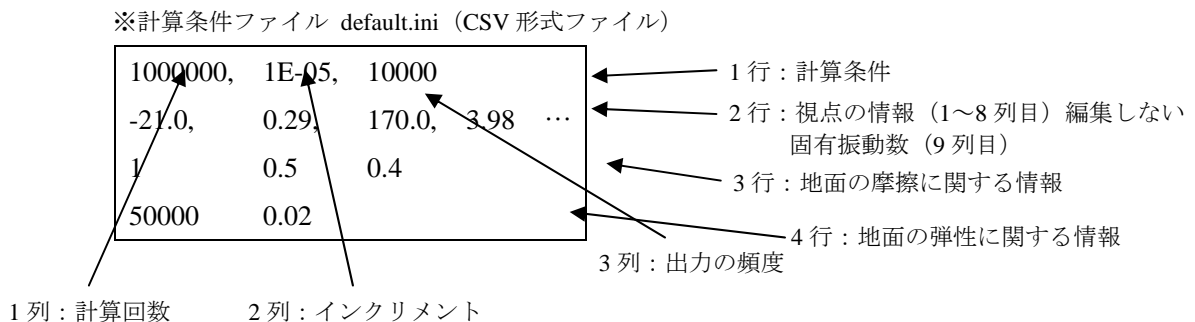 ※計算条件ファイル default.ini（CSV 形式ファイル）
1000000, 1E-05, 10000
-21.0, 0.29, 170.0, 3.98 …
1 0.5 0.4
50000 0.02
1 行：計算条件
2 行：視点の情報（1～8 列目）編集しない
固有振動数（9 列目）
3 行：地面の摩擦に関する情報
4 行：地面の弾性に関する情報
3 列：出力の頻度
1 列：計算回数 2 列：インクリメント